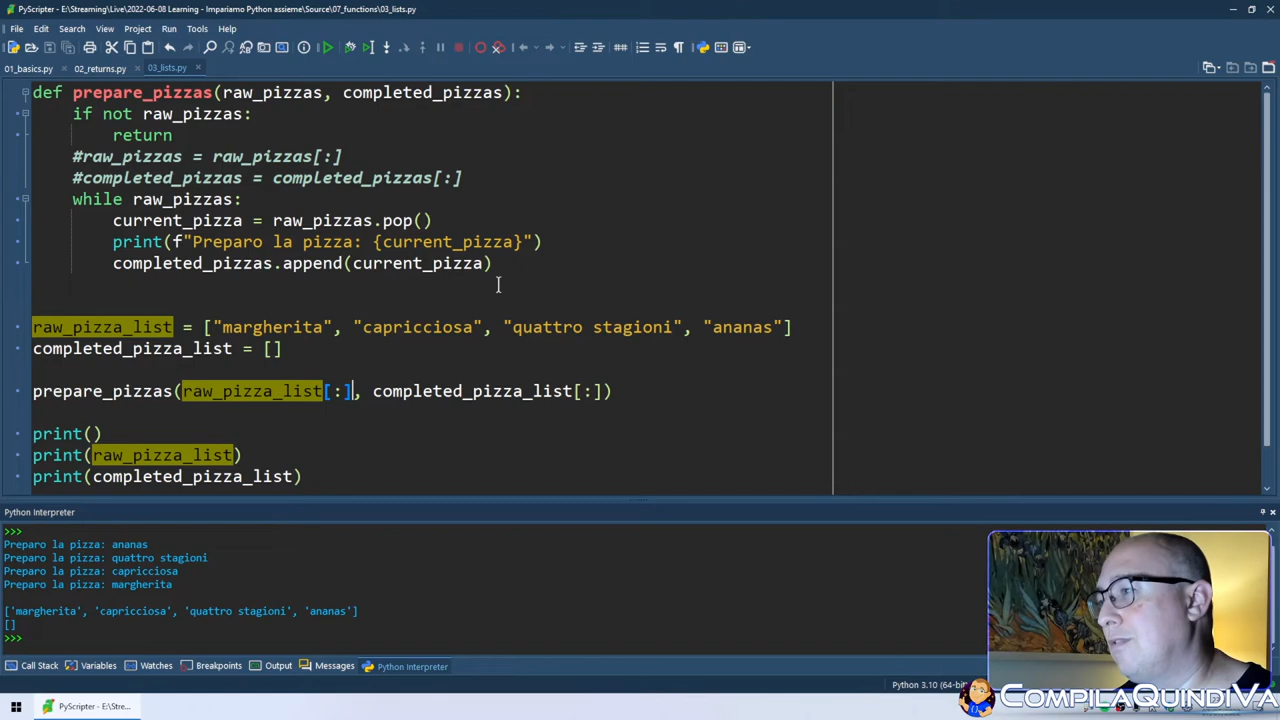 PyScripter - E:\Streaming\Live\2022-06-08 Learning - Impariamo Python assieme\Source\07_functions\03_lists.py
File Edit Search View Project Run Tools Help
01_basics.py 02_returns.py 03_lists.py
def prepare_pizzas(raw_pizzas, completed_pizzas):
if not raw_pizzas:
return
#raw_pizzas = raw_pizzas[:]
#completed_pizzas = completed_pizzas[:]
while raw_pizzas:
current_pizza = raw_pizzas.pop()
print(f"Preparo la pizza: {current_pizza}")
completed_pizzas.append(current_pizza)
raw_pizza_list = ["margherita", "capricciosa", "quattro stagioni", "ananas"]
completed_pizza_list = []
prepare_pizzas(raw_pizza_list[:], completed_pizza_list[:])
print()
print(raw_pizza_list)
print(completed_pizza_list)
Python Interpreter
>>>
Preparo la pizza: ananas
Preparo la pizza: quattro stagioni
Preparo la pizza: capricciosa
Preparo la pizza: margherita
['margherita', 'capricciosa', 'quattro stagioni', 'ananas']
[]
>>>
Call Stack Variables Watches Breakpoints Output Messages Python Interpreter
Python 3.10 (64-bit)
CompilaQuindiVa
PyScripter - E:\Stre...